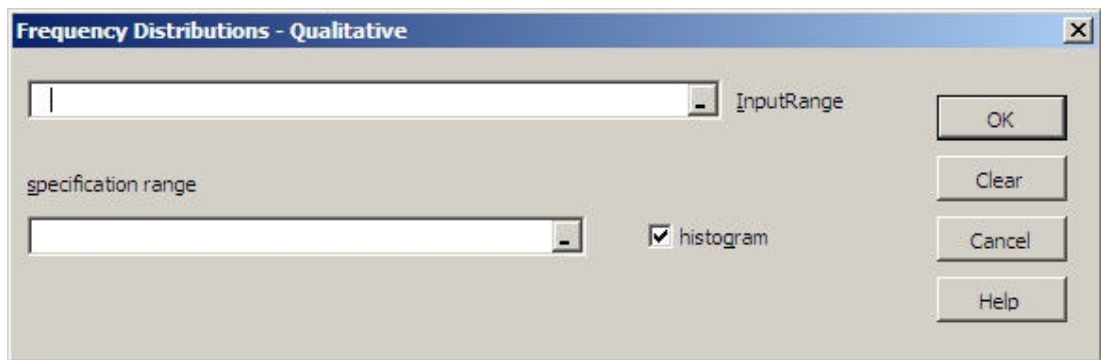 Frequency Distributions - Qualitative
InputRange
OK
specification range
Clear
histogram
Cancel
Help